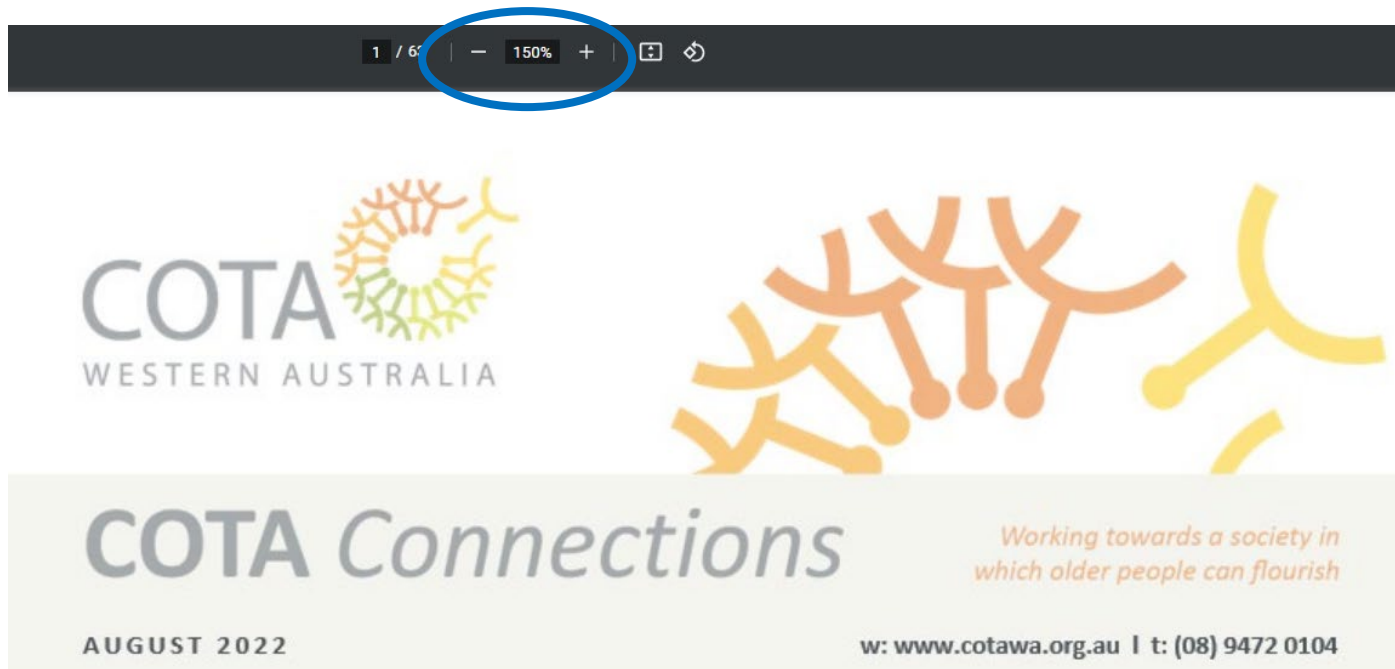 1 / 63 − 150% +
COTA
WESTERN AUSTRALIA
COTA Connections
Working towards a society in
which older people can flourish
AUGUST 2022
w: www.cotawa.org.au l t: (08) 9472 0104